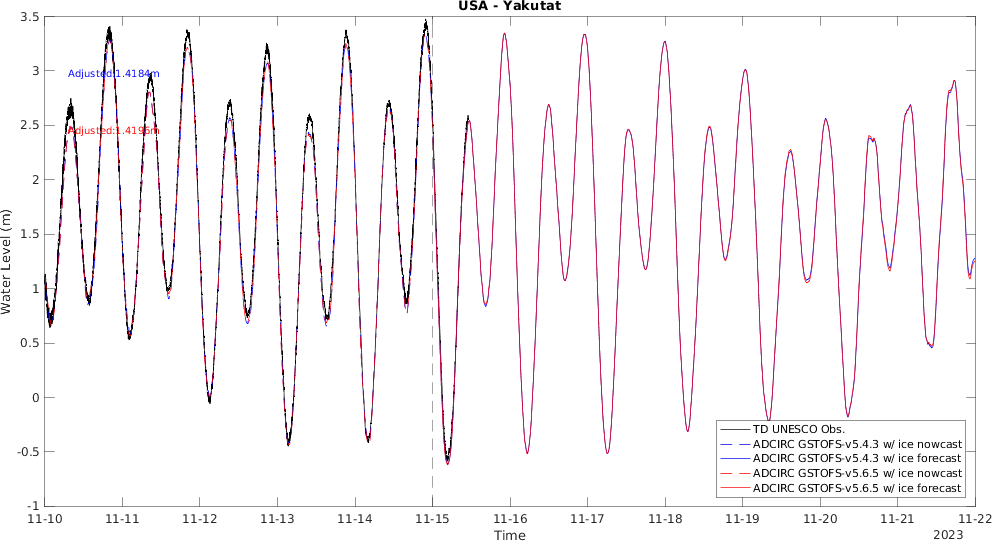 USA - Yakutat
3.5
3
2.5
2
1.5
1
0.5
0
-0.5
-1
Water Level (m)
Adjusted:1.4184m
Adjusted:1.4196m
TD UNESCO Obs.
ADCIRC GSTOFS-v5.4.3 w/ ice nowcast
ADCIRC GSTOFS-v5.4.3 w/ ice forecast
ADCIRC GSTOFS-v5.6.5 w/ ice nowcast
ADCIRC GSTOFS-v5.6.5 w/ ice forecast
11-10 11-11 11-12 11-13 11-14 11-15 11-16 11-17 11-18 11-19 11-20 11-21 11-22
Time
2023